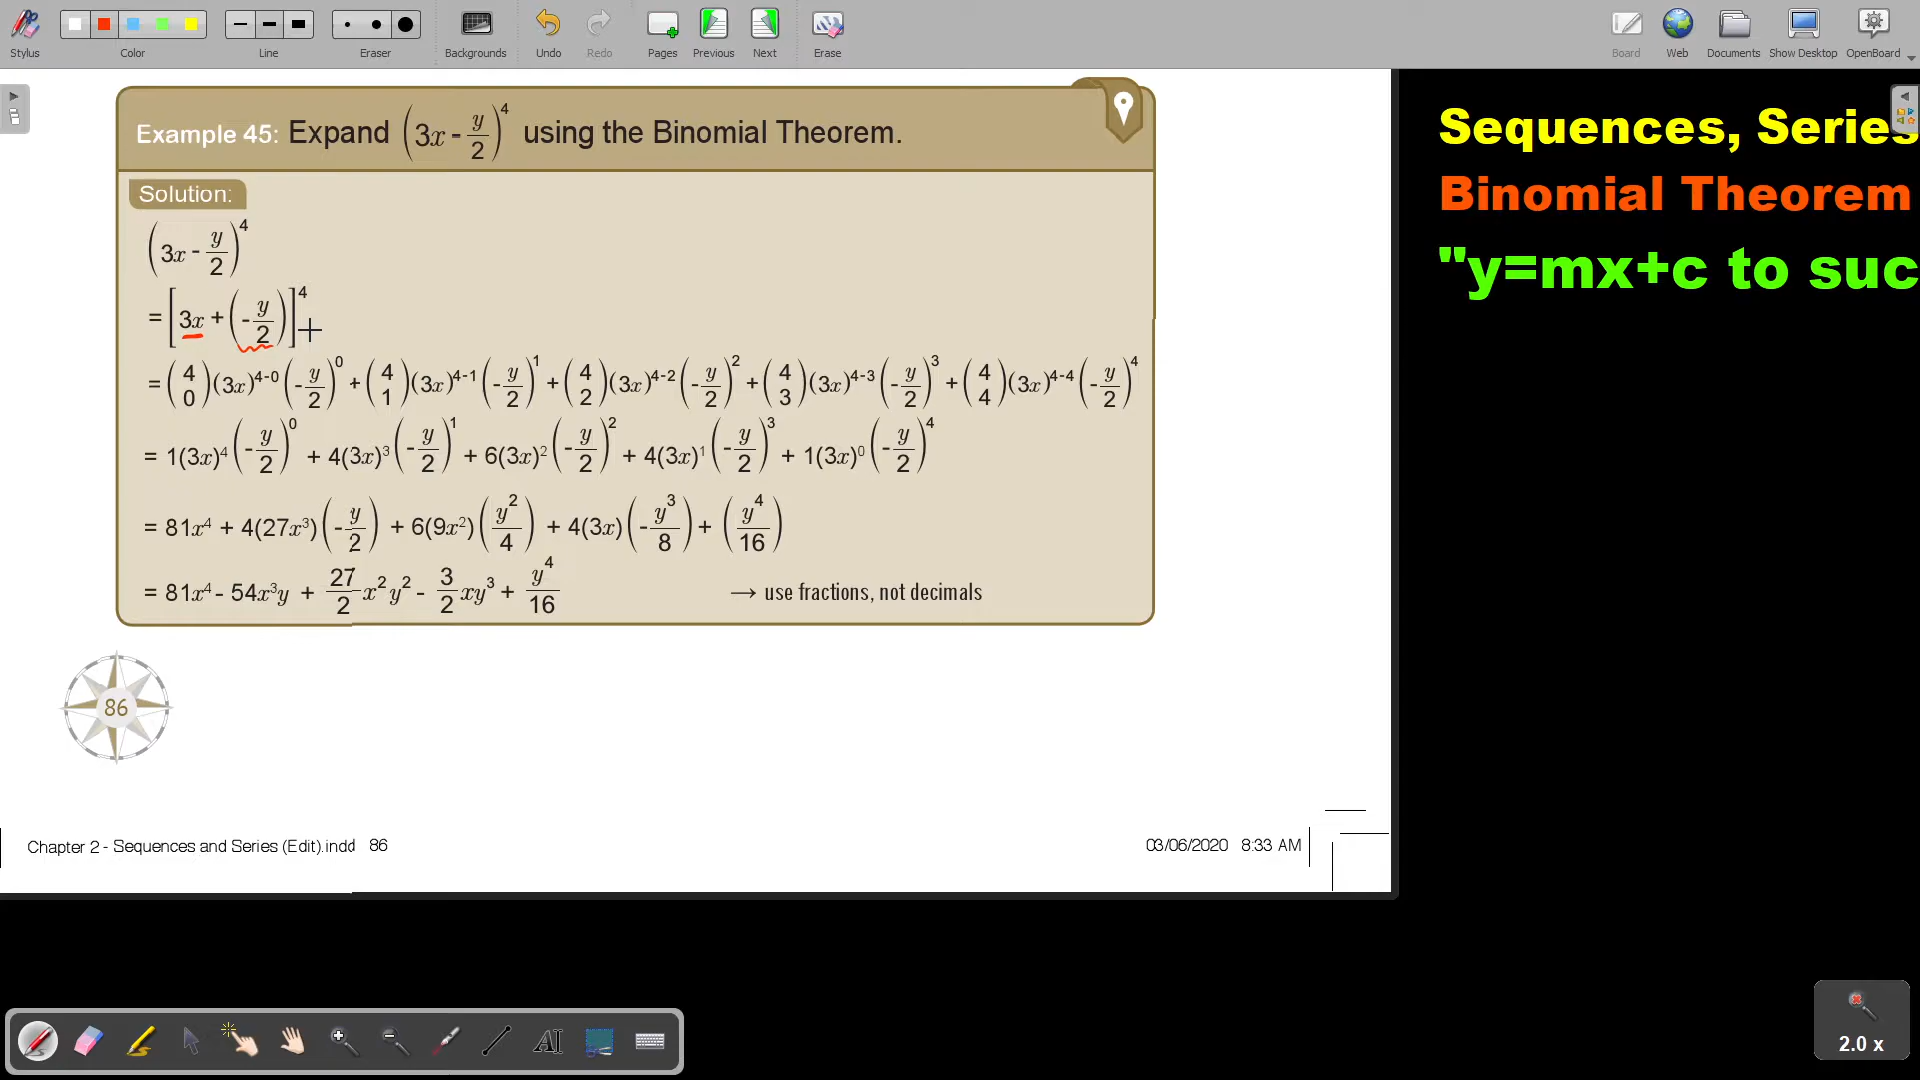 Stylus Color Line Eraser Backgrounds Undo Redo Pages Previous Next Erase Board Web Documents Show Desktop OpenBoard
Example 45: Expand (3x - y/2)^4 using the Binomial Theorem.
Solution:
(3x - y/2)^4
= [3x + (-y/2)]^4
= (4 0)(3x)^4-0 (-y/2)^0 + (4 1)(3x)^4-1 (-y/2)^1 + (4 2)(3x)^4-2 (-y/2)^2 + (4 3)(3x)^4-3 (-y/2)^3 + (4 4)(3x)^4-4 (-y/2)^4
= 1(3x)^4 (-y/2)^0 + 4(3x)^3 (-y/2)^1 + 6(3x)^2 (-y/2)^2 + 4(3x)^1 (-y/2)^3 + 1(3x)^0 (-y/2)^4
= 81x^4 + 4(27x^3)(-y/2) + 6(9x^2)(y^2/4) + 4(3x)(-y^3/8) + (y^4/16)
= 81x^4 - 54x^3y + 27/2 x^2y^2 - 3/2 xy^3 + y^4/16 → use fractions, not decimals
86
Chapter 2 - Sequences and Series (Edit).indd 86
03/06/2020 8:33 AM
Sequences, Series
Binomial Theorem
"y=mx+c to suc
2.0 x